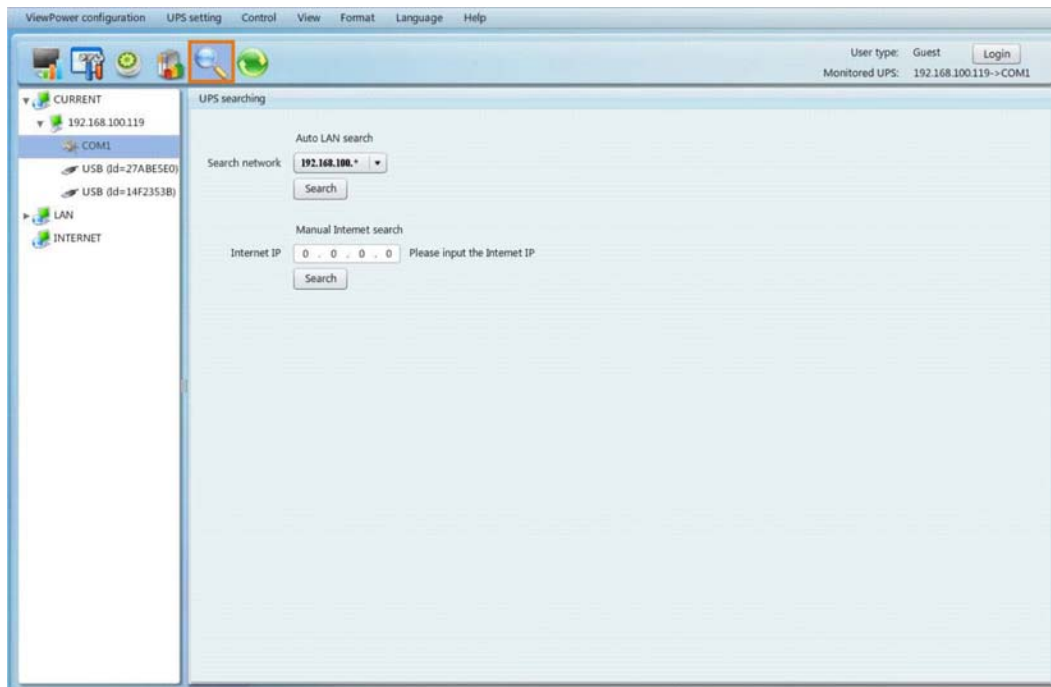 ViewPower configuration UPS setting Control View Format Language Help
User type: Guest Login
Monitored UPS: 192.168.100.119->COM1
CURRENT
192.168.100.119
COM1
USB (Id=27ABE5E0)
USB (Id=14F2353B)
LAN
INTERNET
UPS searching
Auto LAN search
Search network 192.168.100.*
Search
Manual Internet search
Internet IP 0 . 0 . 0 . 0 Please input the Internet IP
Search